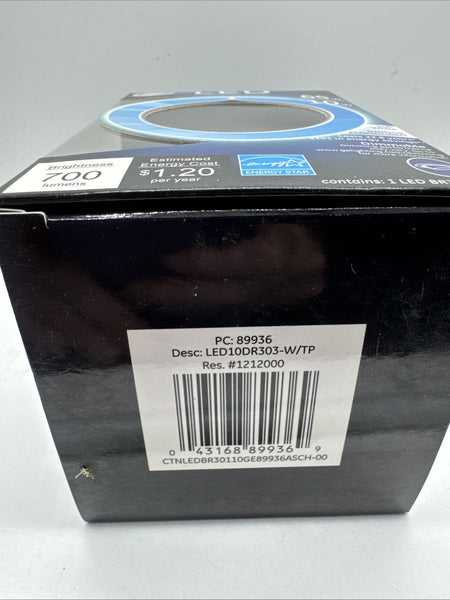 LED
Brightness
700
lumens
Estimated
Energy Cost
$1.20
per year
ENERGY STAR
contains: 1 LED BR
PC: 89936
Desc: LED10DR303-W/TP
Res. #1212000
0 43168 89936 9
CTNLEDBR30110GE89936ASCH-00